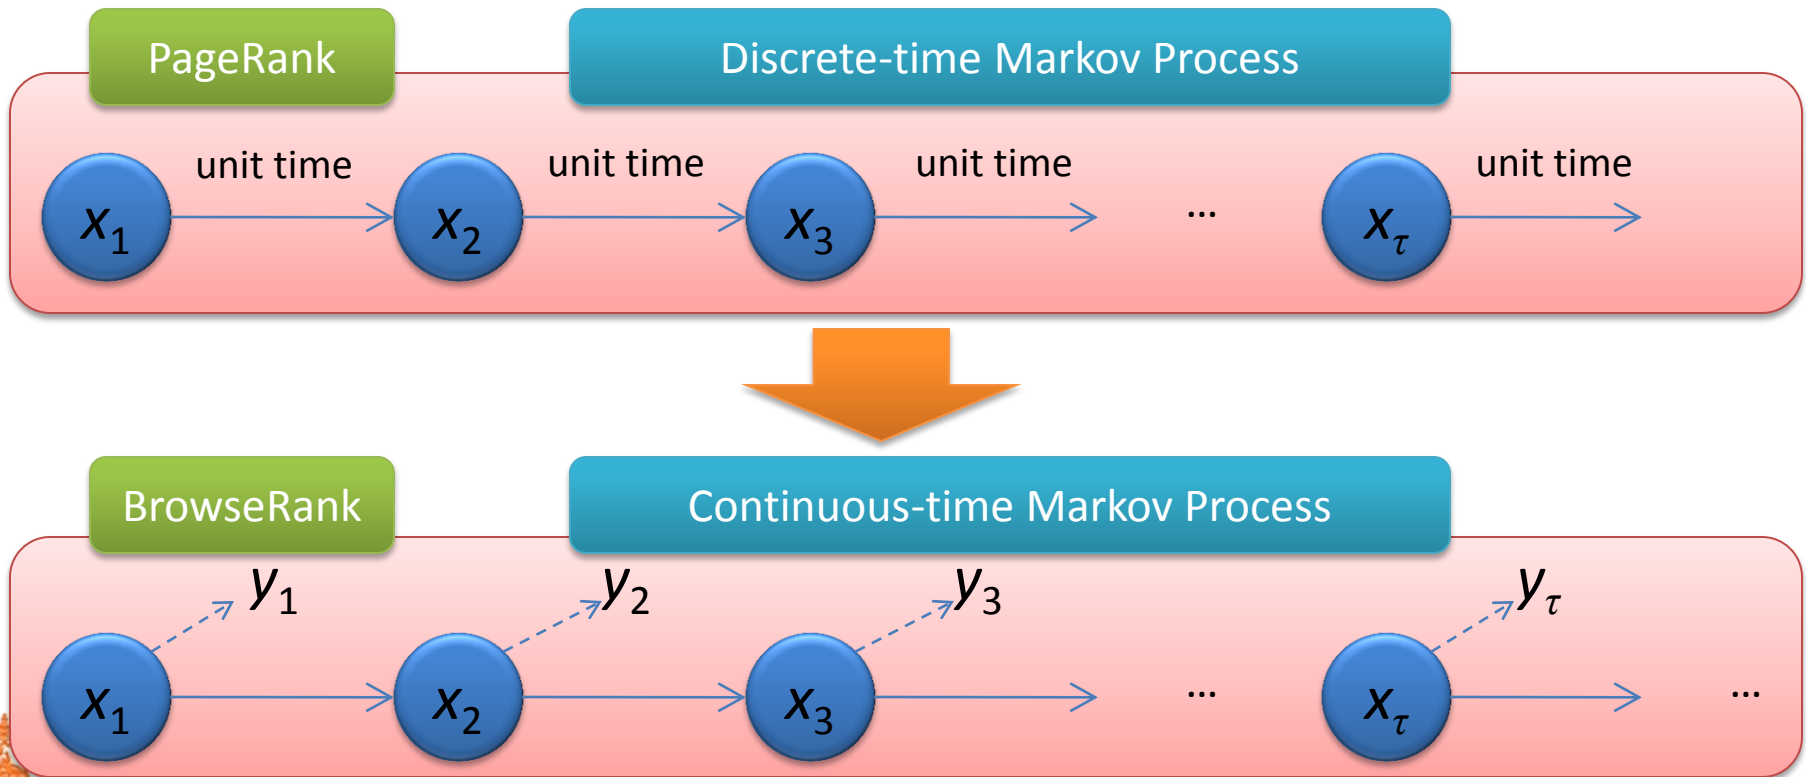 PageRank
Discrete-time Markov Process
unit time unit time unit time unit time
x1 x2 x3 ... xτ
BrowseRank
Continuous-time Markov Process
y1 y2 y3 yτ
x1 x2 x3 ... xτ ...